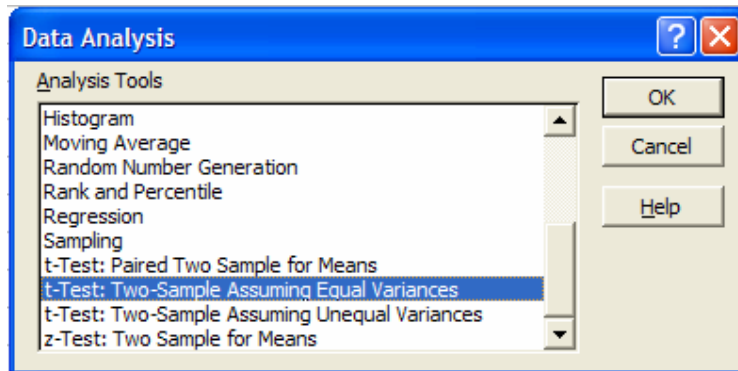 Data Analysis
Analysis Tools
Histogram
Moving Average
Random Number Generation
Rank and Percentile
Regression
Sampling
t-Test: Paired Two Sample for Means
t-Test: Two-Sample Assuming Equal Variances
t-Test: Two-Sample Assuming Unequal Variances
z-Test: Two Sample for Means
OK
Cancel
Help